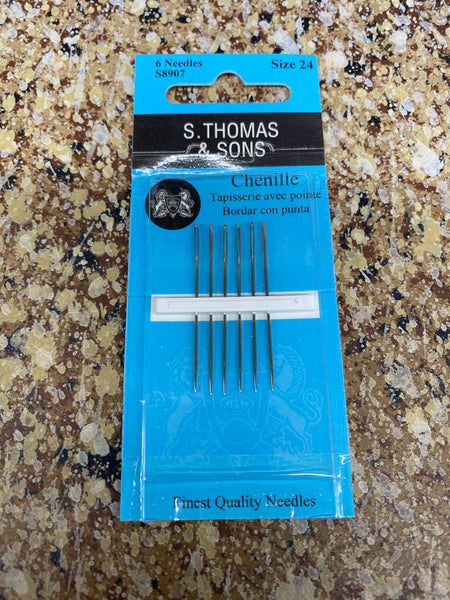 6 Needles Size 24
S8907
S. THOMAS
& SONS
Chenille
Tapisserie avec pointe
Bordar con punta
Finest Quality Needles